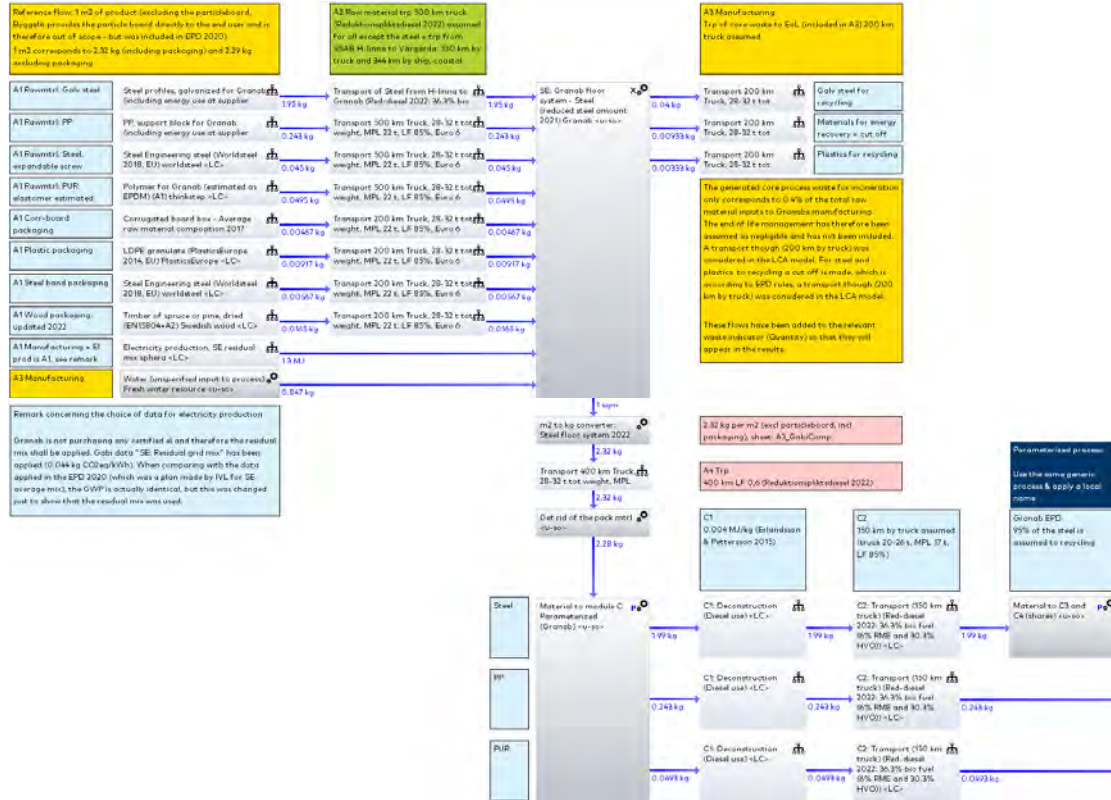 Reference flow: 1 m2 of product (excluding the particleboard,
Byggelit provides the particle board directly to the end user and is
therefore out of scope - but was included in EPD 2020)
1 m2 corresponds to 2.32 kg (including packaging) and 2.29 kg
excluding packaging
A2 Raw material trp 500 km truck
(Reduktionspliktsdiesel 2022) assumed
for all except the steel = trp from
SSAB H-linna to Vårgårda: 330 km by
truck and 344 km by ship, coastal
A3 Manufacturing
Trp of core waste to EoL (included in A3) 200 km
truck assumed
A1 Rawmtrl: Galv steel
Steel profiles, galvanized for Granab
(including energy use at supplier
1.95 kg
Transport of Steel from H-linna to
Granab (Red-diesel 2022: 36.3% bio
1.95 kg
SE: Granab floor
system - Steel
(reduced steel amount
2021) Granab <u-so>
0.04 kg
Transport 200 km
Truck, 28-32 t tot
Galv steel for
recycling
A1 Rawmtrl: PP
PP, support block for Granab
(including energy use at supplier
0.243 kg
Transport 500 km Truck, 28-32 t tot
weight, MPL 22 t, LF 85%, Euro 6
0.243 kg
0.00933 kg
Transport 200 km
Truck, 28-32 t tot
Materials for energy
recovery = cut off
A1 Rawmtrl: Steel,
expandable screw
Steel Engineering steel (Worldsteel
2018, EU) worldsteel <LC>
0.045 kg
Transport 500 km Truck, 28-32 t tot
weight, MPL 22 t, LF 85%, Euro 6
0.045 kg
0.00333 kg
Transport 200 km
Truck, 28-32 t tot
Plastics for recycling
A1 Rawmtrl: PUR
elastomer estimated
Polymer for Granab (estimated as
EPDM) (A1) thinkstep <LC>
0.0495 kg
Transport 500 km Truck, 28-32 t tot
weight, MPL 22 t, LF 85%, Euro 6
0.0495 kg
A1 Corr-board
packaging
Corrugated board box - Average
raw material composition 2017
0.00467 kg
Transport 200 km Truck, 28-32 t tot
weight, MPL 22 t, LF 85%, Euro 6
0.00467 kg
A1 Plastic packaging
LDPE granulate (PlasticsEurope
2014, EU) PlasticsEurope <LC>
0.00917 kg
Transport 200 km Truck, 28-32 t tot
weight, MPL 22 t, LF 85%, Euro 6
0.00917 kg
A1 Steel band packaging
Steel Engineering steel (Worldsteel
2018, EU) worldsteel <LC>
0.00567 kg
Transport 200 km Truck, 28-32 t tot
weight, MPL 22 t, LF 85%, Euro 6
0.00567 kg
A1 Wood packaging:
updated 2022
Timber of spruce or pine, dried
(EN15804+A2) Swedish wood <LC>
0.0165 kg
Transport 200 km Truck, 28-32 t tot
weight, MPL 22 t, LF 85%, Euro 6
0.0165 kg
A1 Manufacturing = El
prod is A1, see remark
Electricity production, SE residual
mix sphera <LC>
1.3 MJ
A3 Manufacturing
Water (unspecified input to process)
Fresh water resource <u-so>
0.847 kg
The generated core process waste for incineration
only corresponds to 0.4% of the total raw
material inputs to Granabs manufacturing.
The end of life management has therefore been
assumed as negligible and has not been included.
A transport though (200 km by truck) was
considered in the LCA model. For steel and
plastics, to recycling a cut off is made, which is
according to EPD rules, a transport though (200
km by truck) was considered in the LCA model.
These flows have been added to the relevant
waste indicator (Quantity) so that they will
appear in the results.
Remark concerning the choice of data for electricity production
Granab is not purchasing any certified el and therefore the residual
mix shall be applied. Gabi data "SE: Residual grid mix" has been
applied (0.044 kg CO2eq/kWh). When comparing with the data
applied in the EPD 2020 (which was a plan made by IVL for SE
average mix), the GWP is actually identical, but this was changed
just to show that the residual mix was used.
1 sqm
m2 to kg converter:
Steel floor system 2022
2.32 kg per m2 (excl particleboard, incl
packaging), sheet: A3_GabiComp
2.32 kg
Transport 400 km Truck,
28-32 t tot weight, MPL
A4 Trp
400 km LF 0,6 (Reduktionspliktsdiesel 2022)
2.32 kg
Get rid of the pack mtrl
<u-so>
2.28 kg
C1
0.004 MJ/kg (Erlandsson
& Pettersson 2015)
C2
150 km by truck assumed
(truck 20-26 t, MPL 17 t,
LF 85%)
Parameterized process:
Use the same generic
process & apply a local
name
Granab EPD:
95% of the steel is
assumed to recycling
Steel
Material to module C
Parameterized
(Granab) <u-so>
1.99 kg
C1: Deconstruction
(Diesel use) <LC>
1.99 kg
C2: Transport (150 km
truck) (Red-diesel
2022: 36.3% bio fuel
(6% RME and 30.3%
HVO)) <LC>
1.99 kg
Material to C3 and
C4 (shares) <u-so>
PP
0.243 kg
C1: Deconstruction
(Diesel use) <LC>
0.243 kg
C2: Transport (150 km
truck) (Red-diesel
2022: 36.3% bio fuel
(6% RME and 30.3%
HVO)) <LC>
0.243 kg
PUR
0.0493 kg
C1: Deconstruction
(Diesel use) <LC>
0.0493 kg
C2: Transport (150 km
truck) (Red-diesel
2022: 36.3% bio fuel
(6% RME and 30.3%
HVO)) <LC>
0.0493 kg